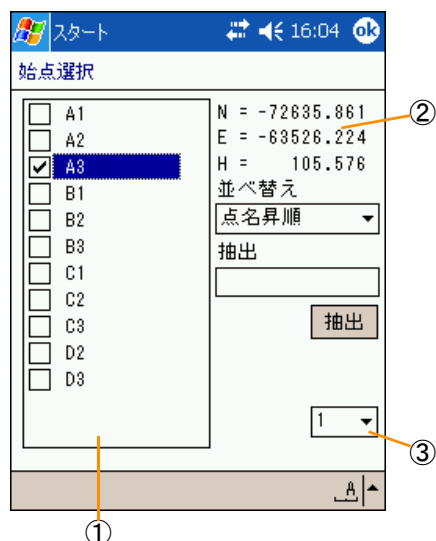 スタート 16:04 ok
始点選択
A1
A2
A3
B1
B2
B3
C1
C2
C3
D2
D3
N = -72635.861
E = -63526.224
H = 105.576
並べ替え
点名昇順
抽出
抽出
1
A
①
②
③